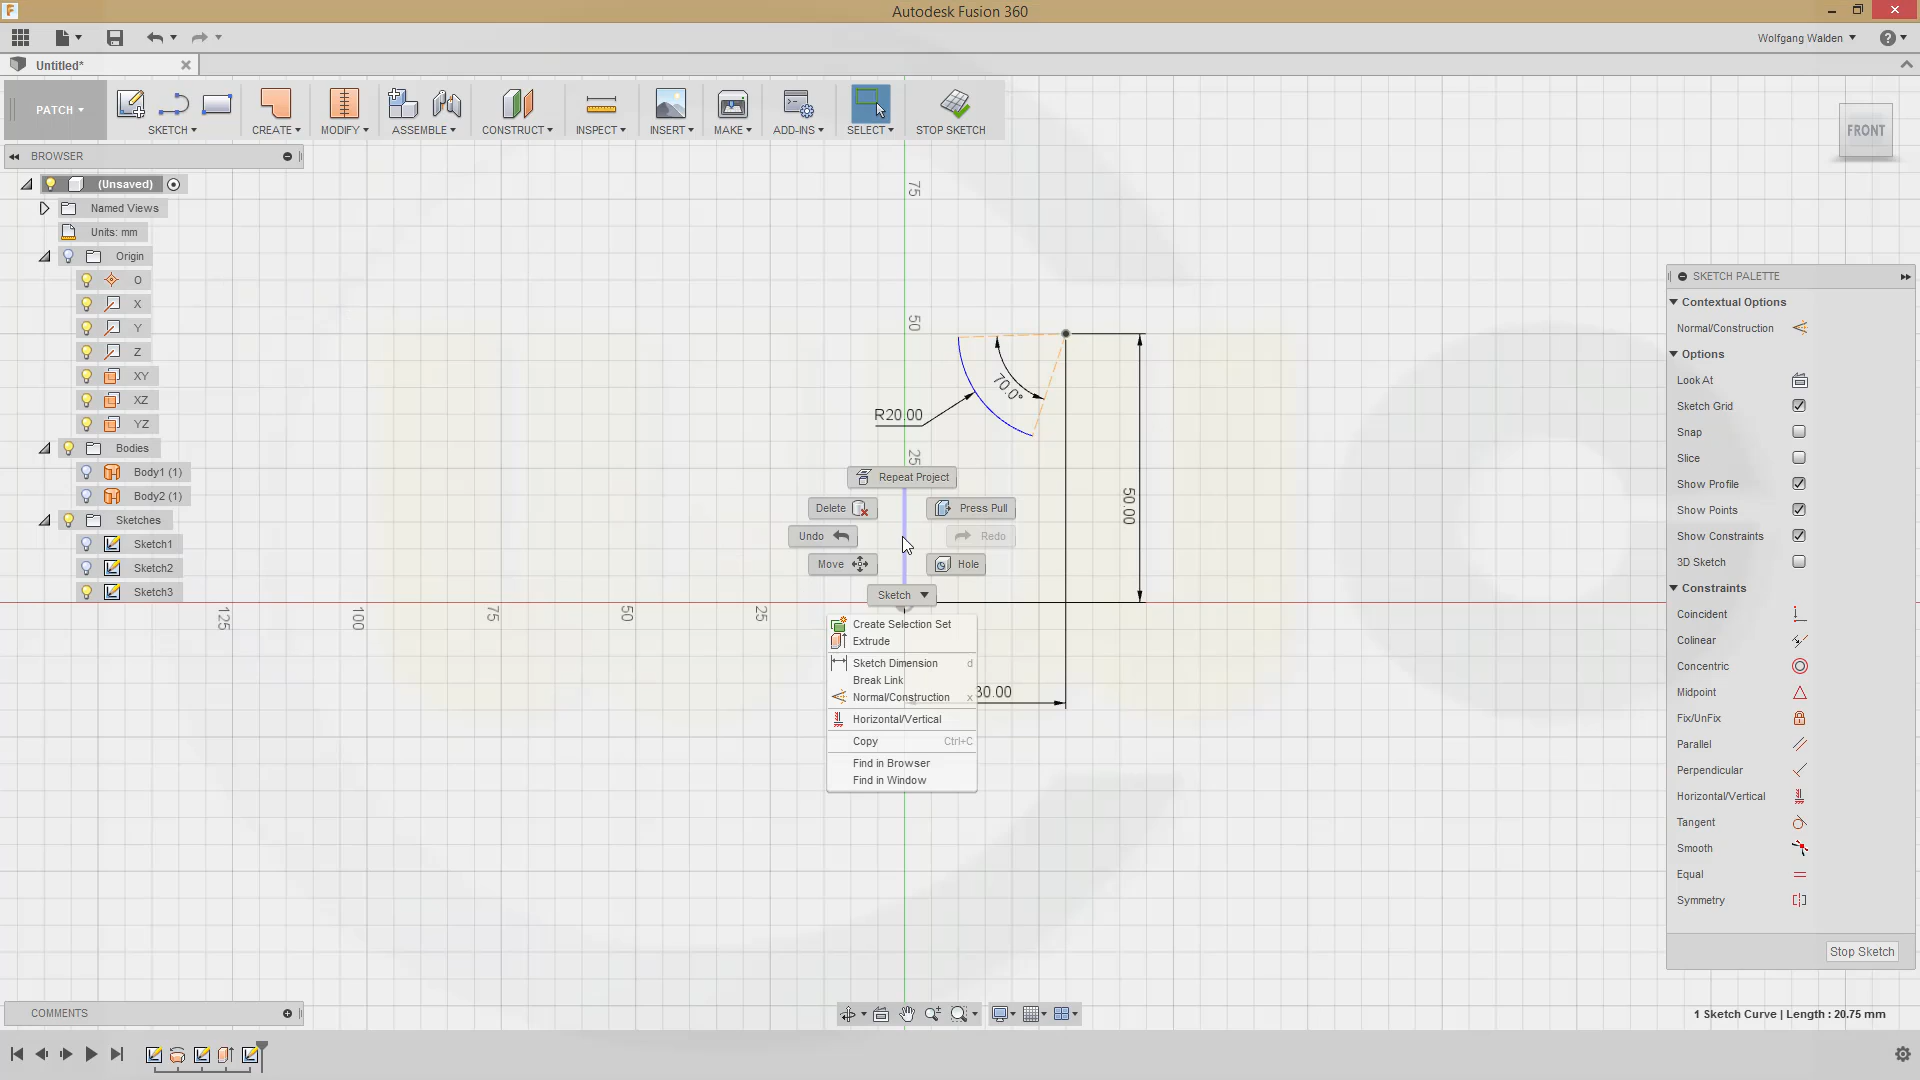 Autodesk Fusion 360
Wolfgang Walden
Untitled*
PATCH
SKETCH
CREATE
MODIFY
ASSEMBLE
CONSTRUCT
INSPECT
INSERT
MAKE
ADD-INS
SELECT
STOP SKETCH
FRONT
BROWSER
(Unsaved)
Named Views
Units: mm
Origin
O
X
Y
Z
XY
XZ
YZ
Bodies
Body1 (1)
Body2 (1)
Sketches
Sketch1
Sketch2
Sketch3
75
50
25
125
100
75
50
25
70.0°
R20.00
50.00
30.00
Repeat Project
Delete
Press Pull
Undo
Redo
Move
Hole
Sketch
Create Selection Set
Extrude
Sketch Dimension d
Break Link
Normal/Construction x
Horizontal/Vertical
Copy Ctrl+C
Find in Browser
Find in Window
SKETCH PALETTE
Contextual Options
Normal/Construction
Options
Look At
Sketch Grid
Snap
Slice
Show Profile
Show Points
Show Constraints
3D Sketch
Constraints
Coincident
Colinear
Concentric
Midpoint
Fix/UnFix
Parallel
Perpendicular
Horizontal/Vertical
Tangent
Smooth
Equal
Symmetry
Stop Sketch
COMMENTS
1 Sketch Curve | Length : 20.75 mm